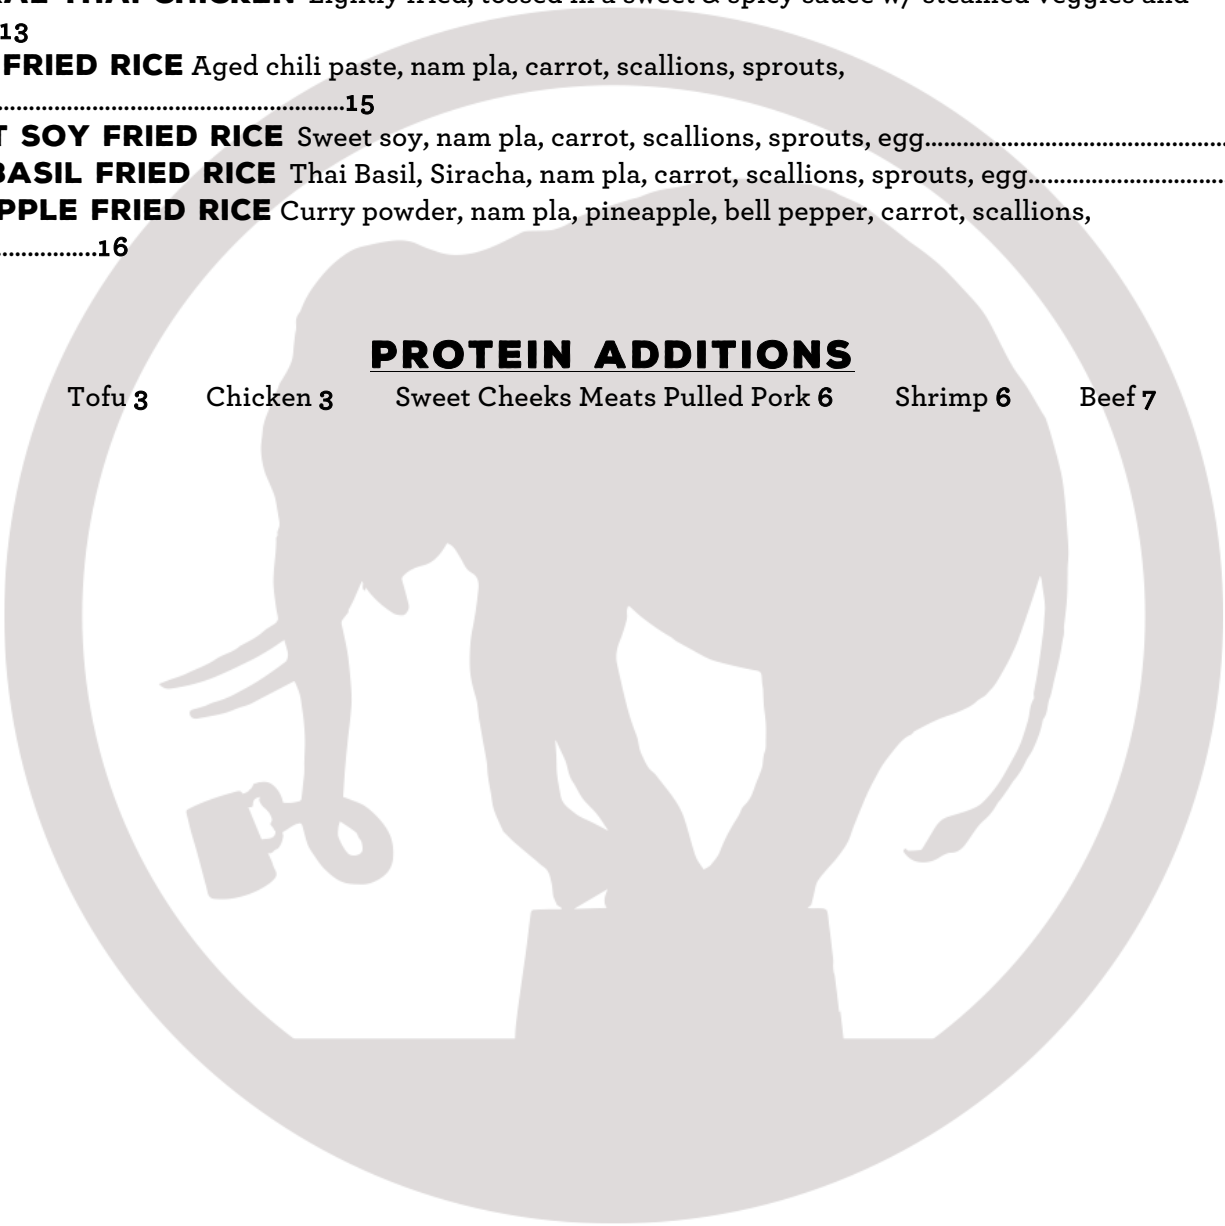 THAI CHICKEN Lightly fried, tossed in a sweet & spicy sauce w/ steamed veggies and
13
FRIED RICE Aged chili paste, nam pla, carrot, scallions, sprouts,
........................................................15
SOY FRIED RICE Sweet soy, nam pla, carrot, scallions, sprouts, egg..................................................
BASIL FRIED RICE Thai Basil, Siracha, nam pla, carrot, scallions, sprouts, egg................................
PPLE FRIED RICE Curry powder, nam pla, pineapple, bell pepper, carrot, scallions,
................16
PROTEIN ADDITIONS
Tofu 3 Chicken 3 Sweet Cheeks Meats Pulled Pork 6 Shrimp 6 Beef 7